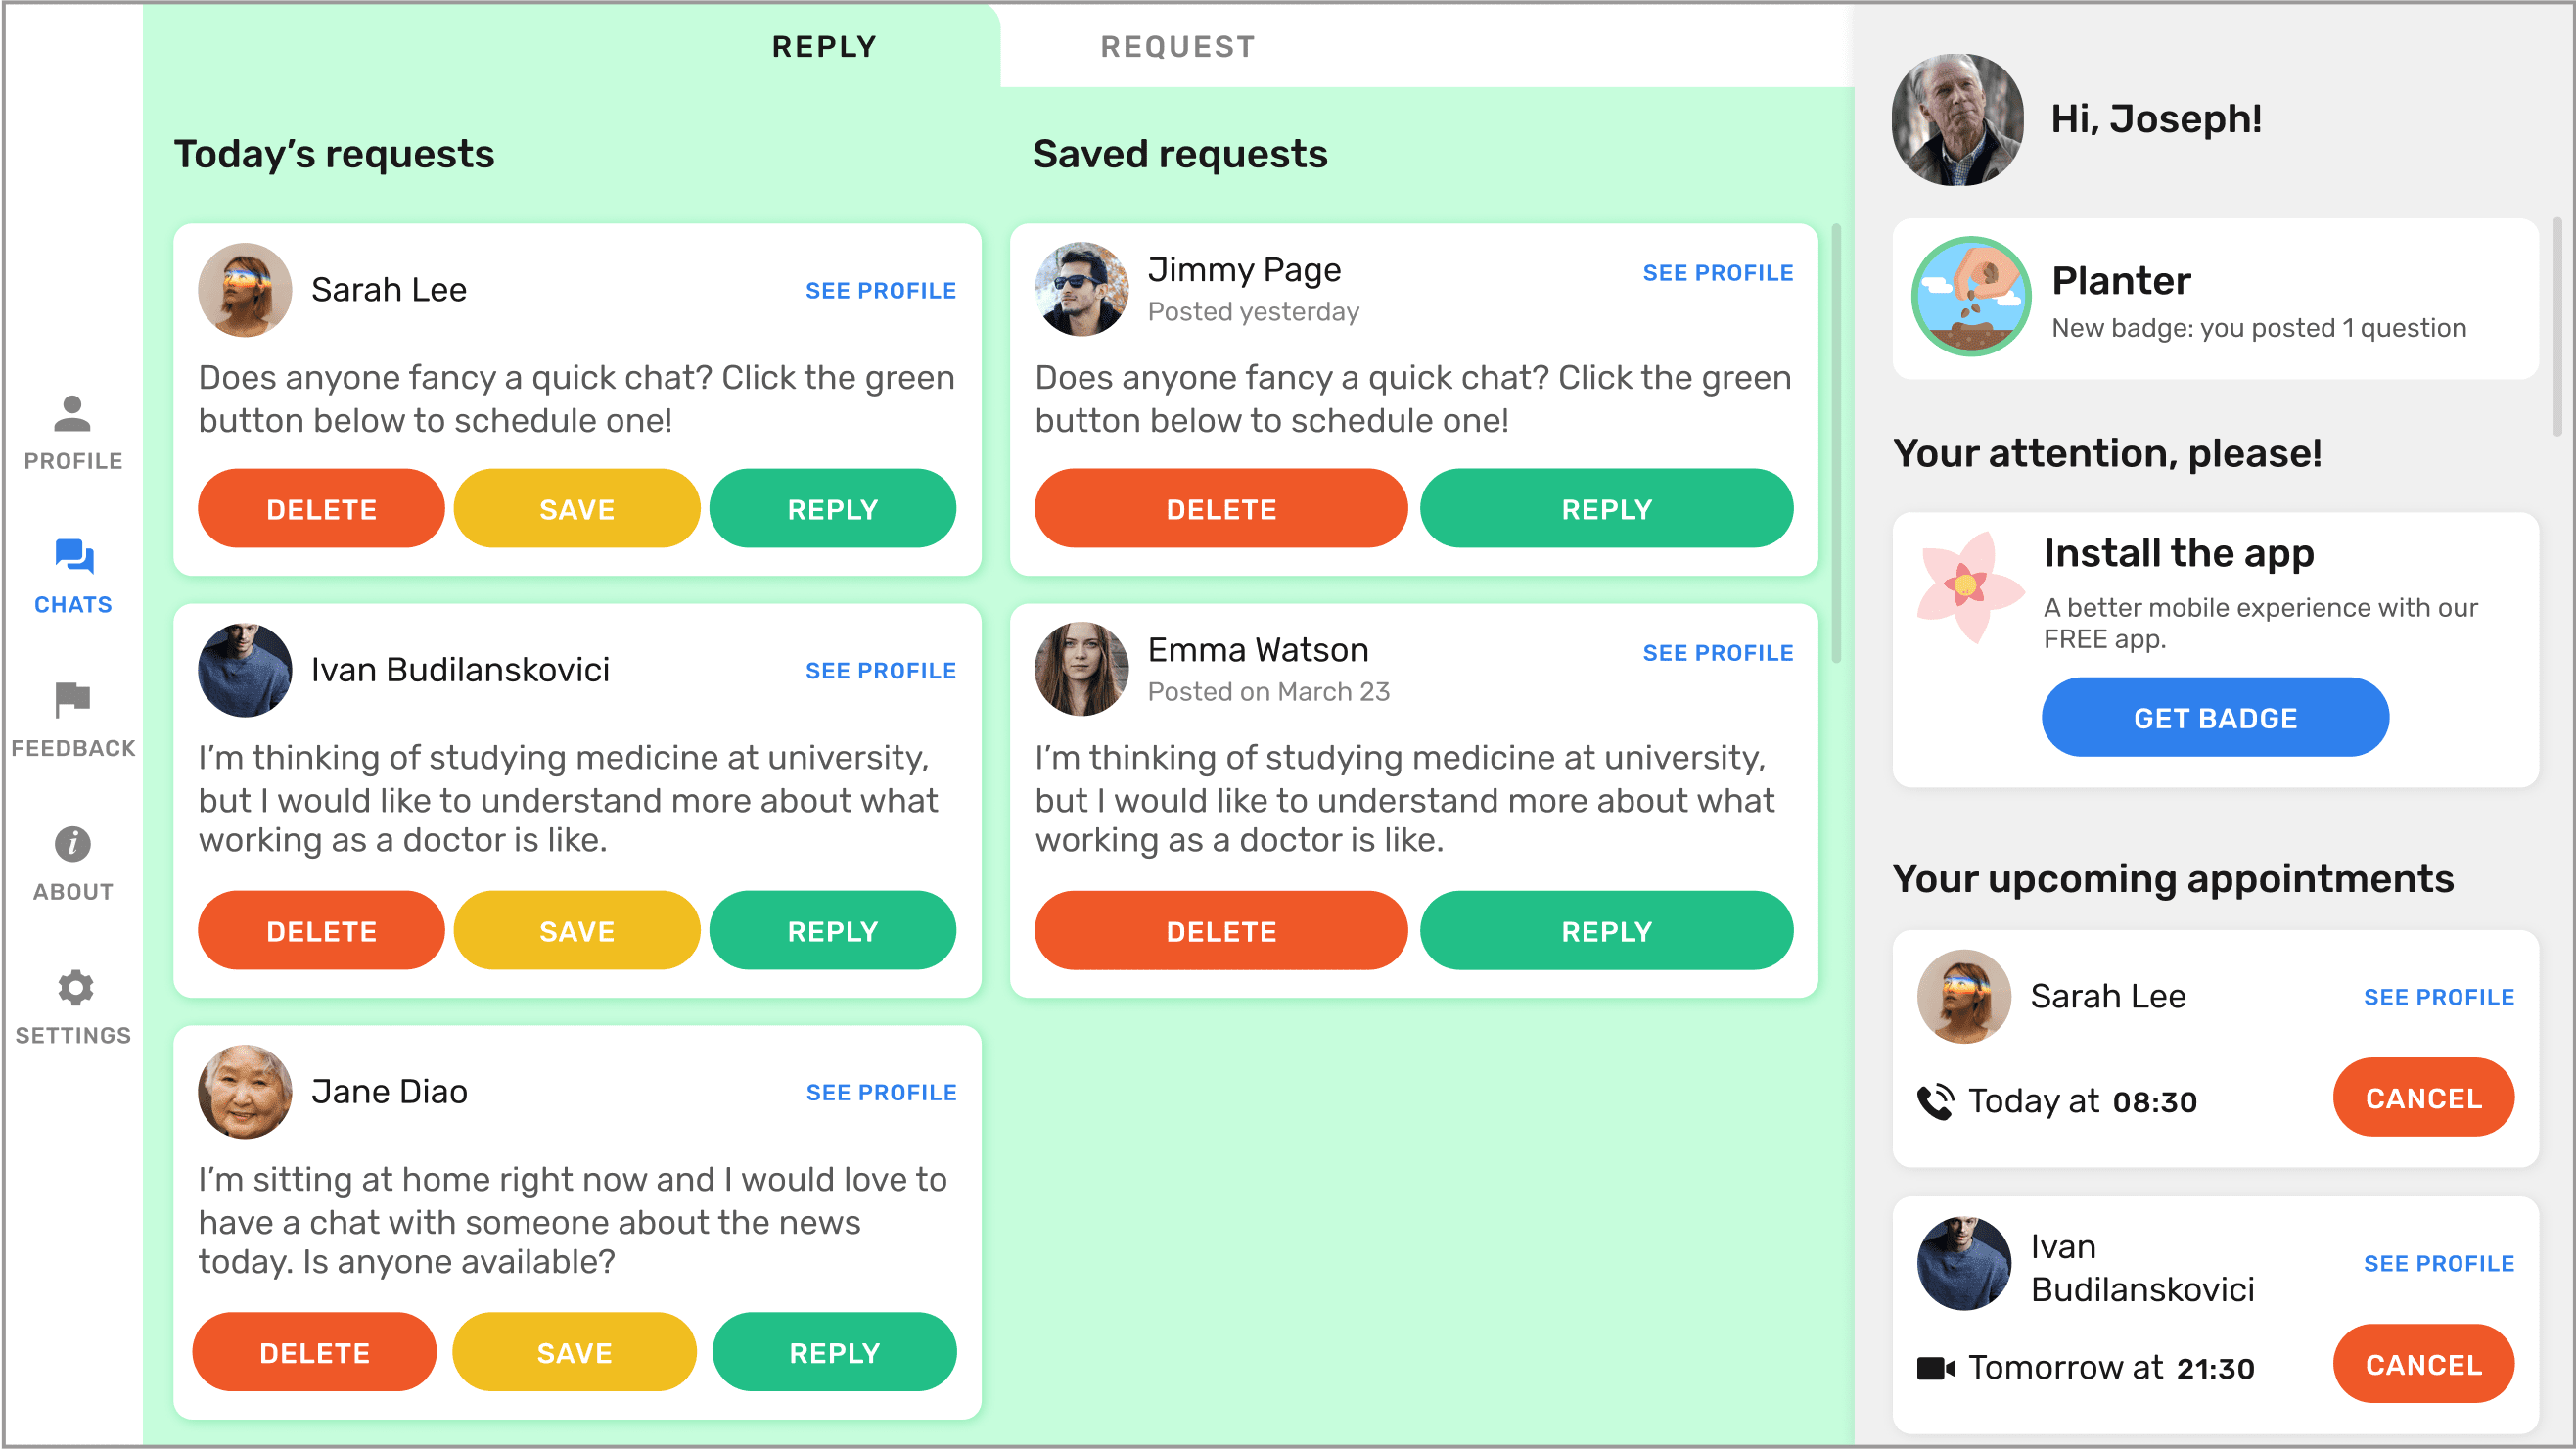 PROFILE
CHATS
FEEDBACK
ABOUT
SETTINGS
REPLY
REQUEST
Today’s requests
Sarah Lee
SEE PROFILE
Does anyone fancy a quick chat? Click the green
button below to schedule one!
DELETE
SAVE
REPLY
Ivan Budilanskovici
SEE PROFILE
I’m thinking of studying medicine at university,
but I would like to understand more about what
working as a doctor is like.
DELETE
SAVE
REPLY
Jane Diao
SEE PROFILE
I’m sitting at home right now and I would love to
have a chat with someone about the news
today. Is anyone available?
DELETE
SAVE
REPLY
Saved requests
Jimmy Page
SEE PROFILE
Posted yesterday
Does anyone fancy a quick chat? Click the green
button below to schedule one!
DELETE
REPLY
Emma Watson
SEE PROFILE
Posted on March 23
I’m thinking of studying medicine at university,
but I would like to understand more about what
working as a doctor is like.
DELETE
REPLY
Hi, Joseph!
Planter
New badge: you posted 1 question
Your attention, please!
Install the app
A better mobile experience with our
FREE app.
GET BADGE
Your upcoming appointments
Sarah Lee
SEE PROFILE
Today at 08:30
CANCEL
Ivan
Budilanskovici
SEE PROFILE
Tomorrow at 21:30
CANCEL